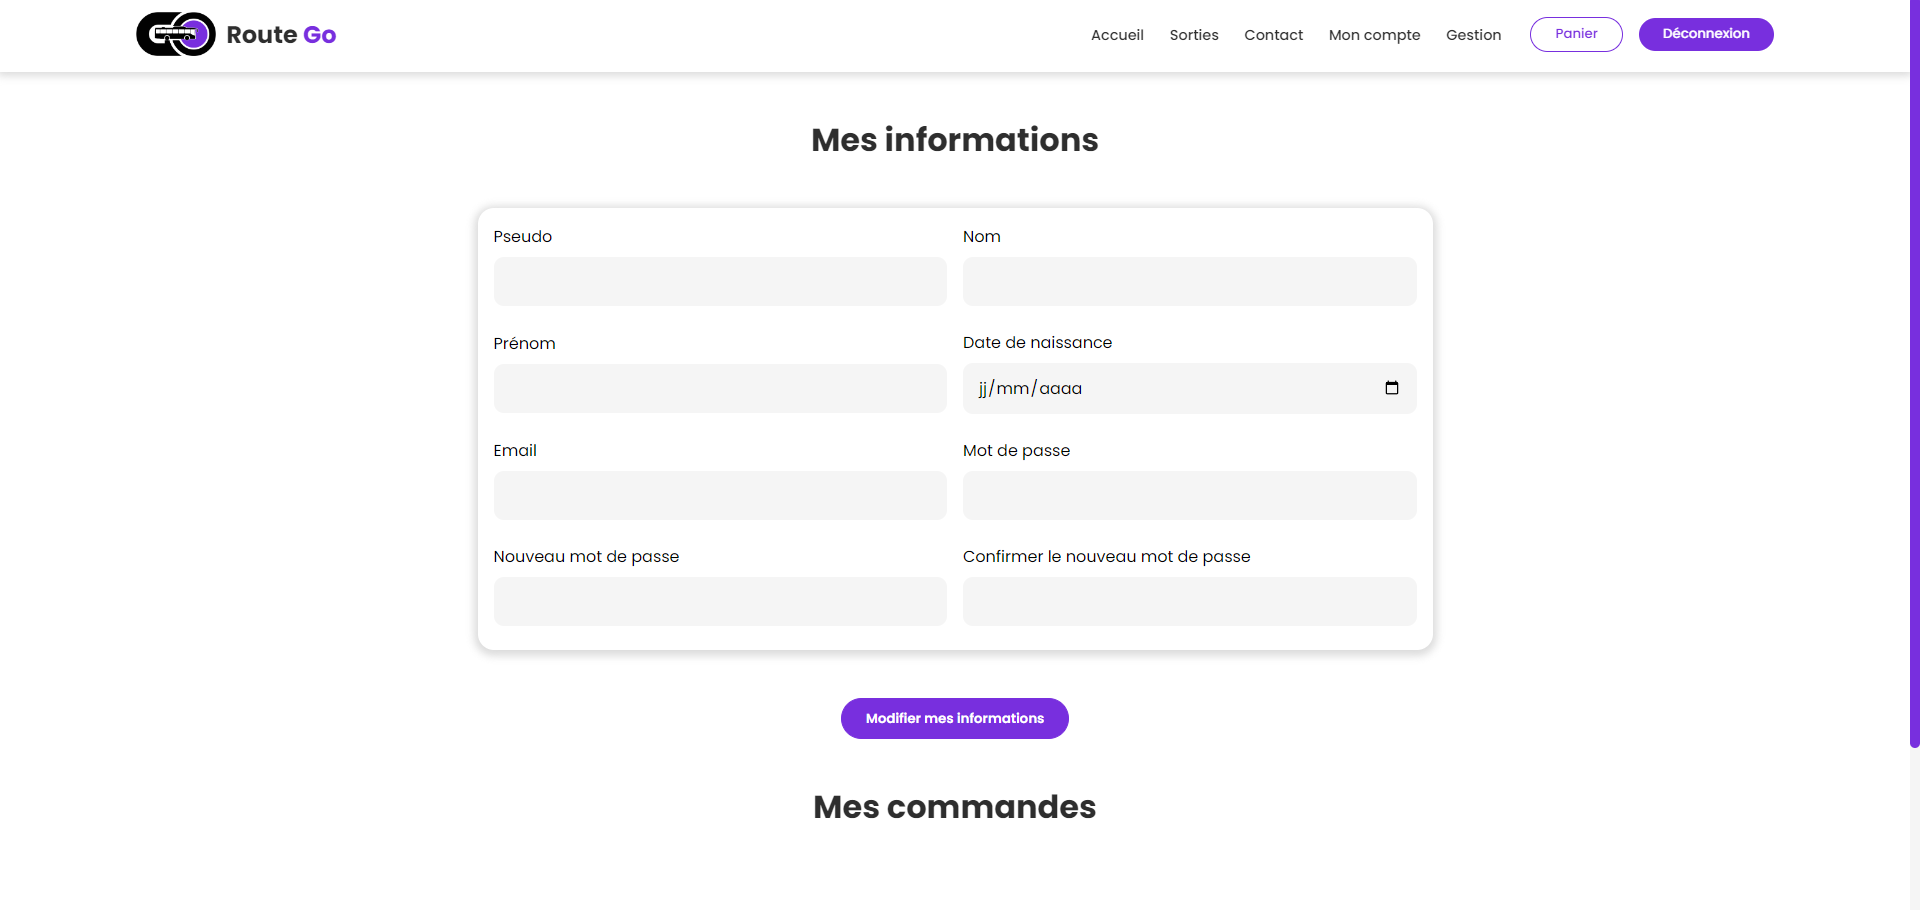 Route Go
Accueil Sorties Contact Mon compte Gestion Panier Déconnexion
Mes informations
Pseudo Nom
Prénom Date de naissance
jj/mm/aaaa
Email Mot de passe
Nouveau mot de passe Confirmer le nouveau mot de passe
Modifier mes informations
Mes commandes